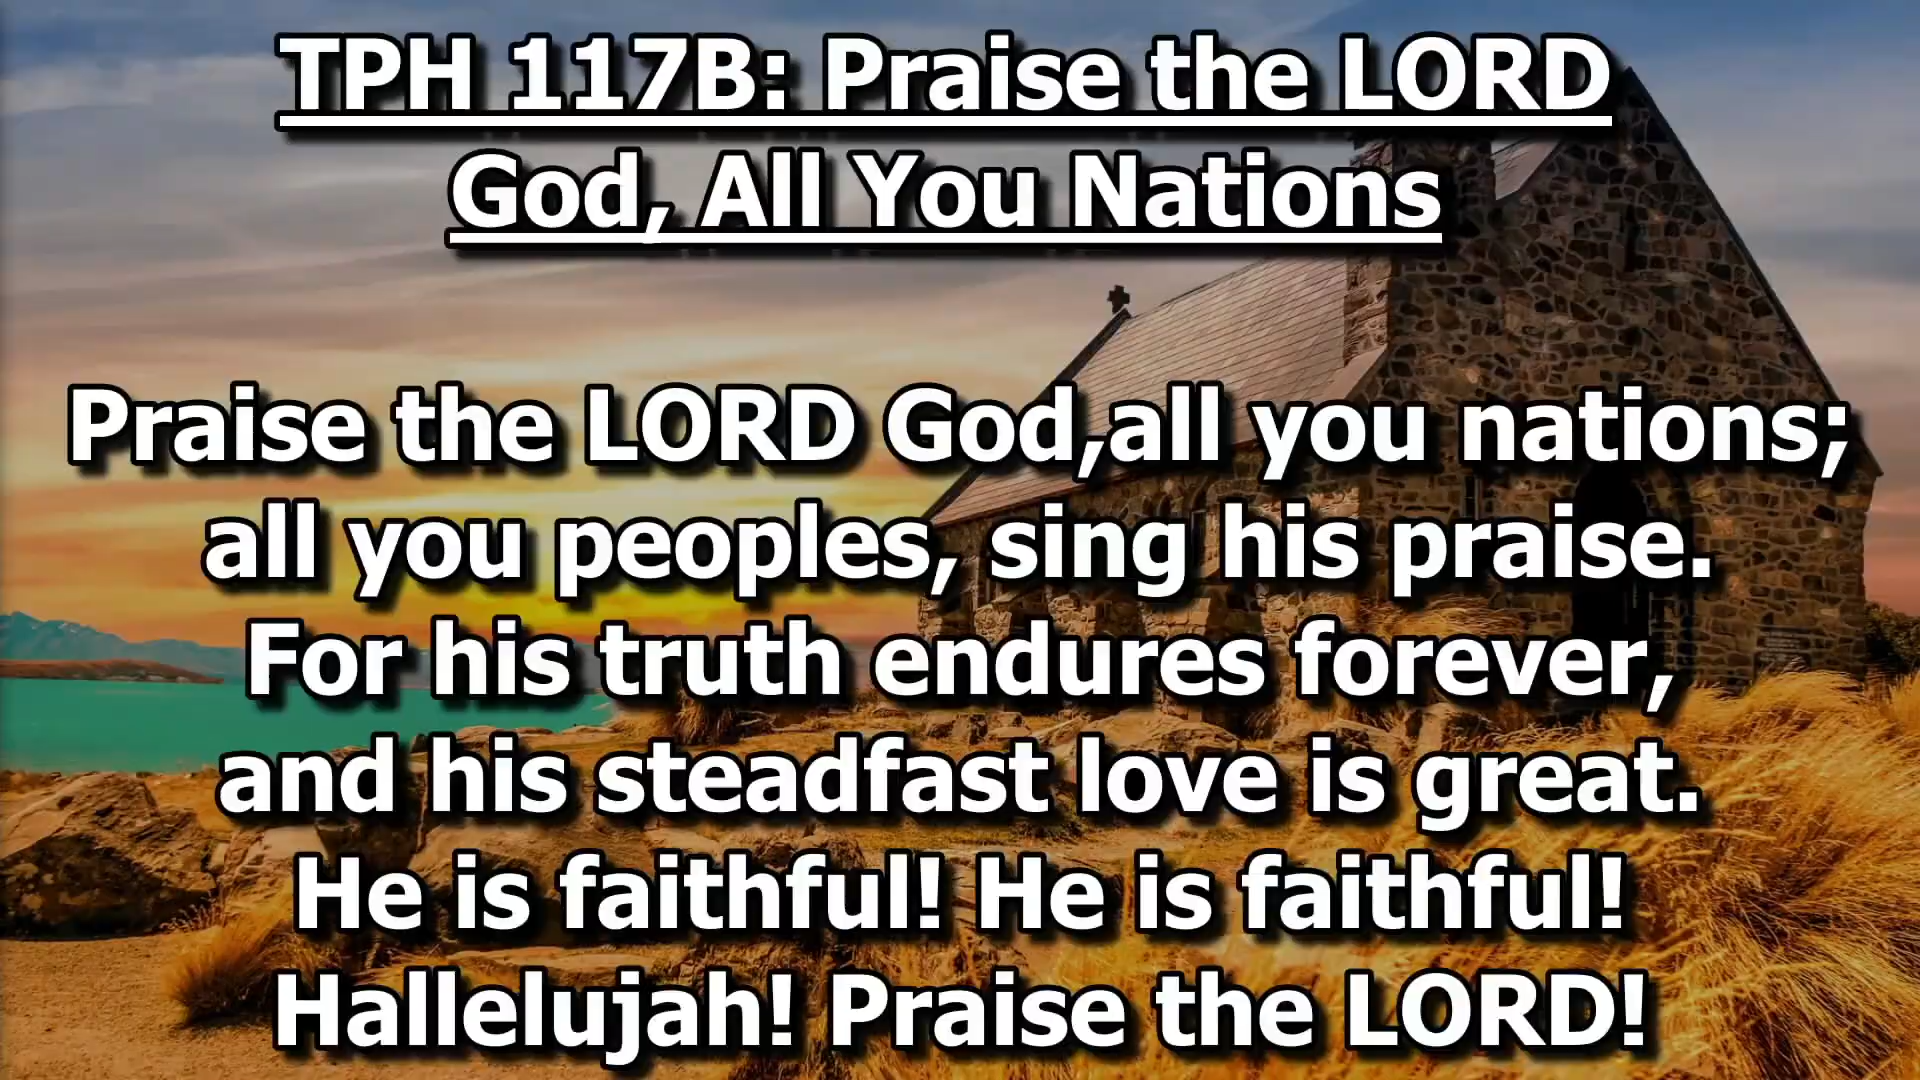 TPH 117B: Praise the LORD
God, All You Nations
Praise the LORD God,all you nations;
all you peoples, sing his praise.
For his truth endures forever,
and his steadfast love is great.
He is faithful! He is faithful!
Hallelujah! Praise the LORD!